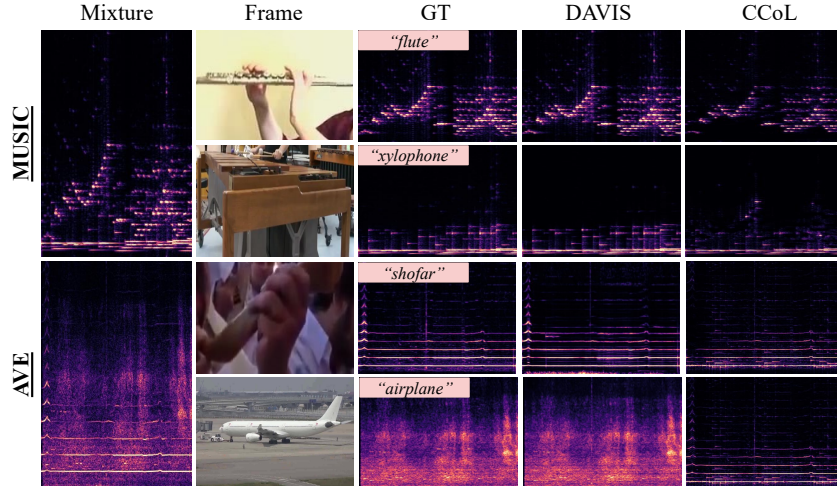 Mixture Frame GT DAVIS CCoL
MUSIC
"flute"
"xylophone"
AVE
"shofar"
"airplane"